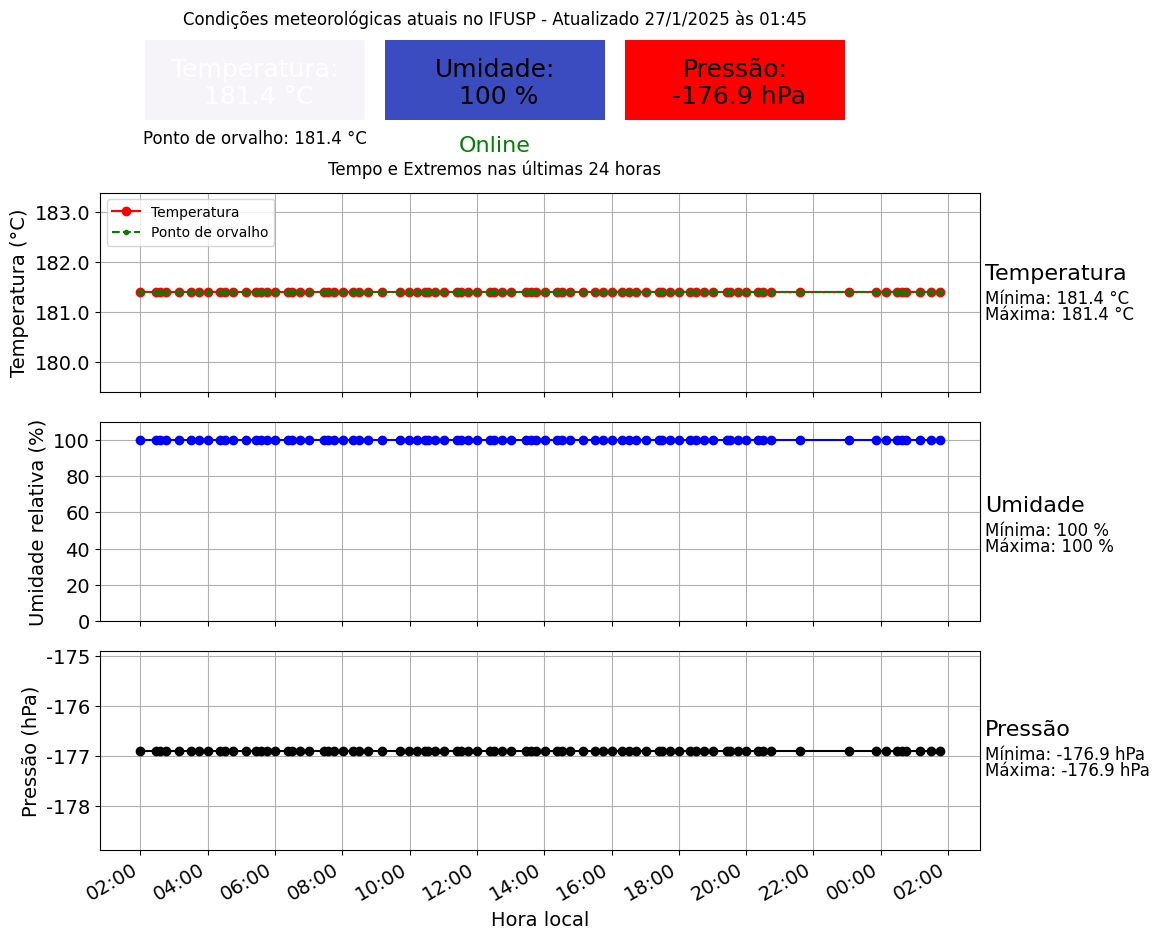 Condições meteorológicas atuais no IFUSP - Atualizado 27/1/2025 às 01:45
Temperatura:
181.4 °C
Umidade:
100 %
Pressão:
-176.9 hPa
Ponto de orvalho: 181.4 °C
Online
Tempo e Extremos nas últimas 24 horas
Temperatura (°C)
183.0
182.0
181.0
180.0
Temperatura
Ponto de orvalho
Temperatura
Mínima: 181.4 °C
Máxima: 181.4 °C
Umidade relativa (%)
100
80
60
40
20
0
Umidade
Mínima: 100 %
Máxima: 100 %
Pressão (hPa)
-175
-176
-177
-178
Pressão
Mínima: -176.9 hPa
Máxima: -176.9 hPa
02:00 04:00 06:00 08:00 10:00 12:00 14:00 16:00 18:00 20:00 22:00 00:00 02:00
Hora local